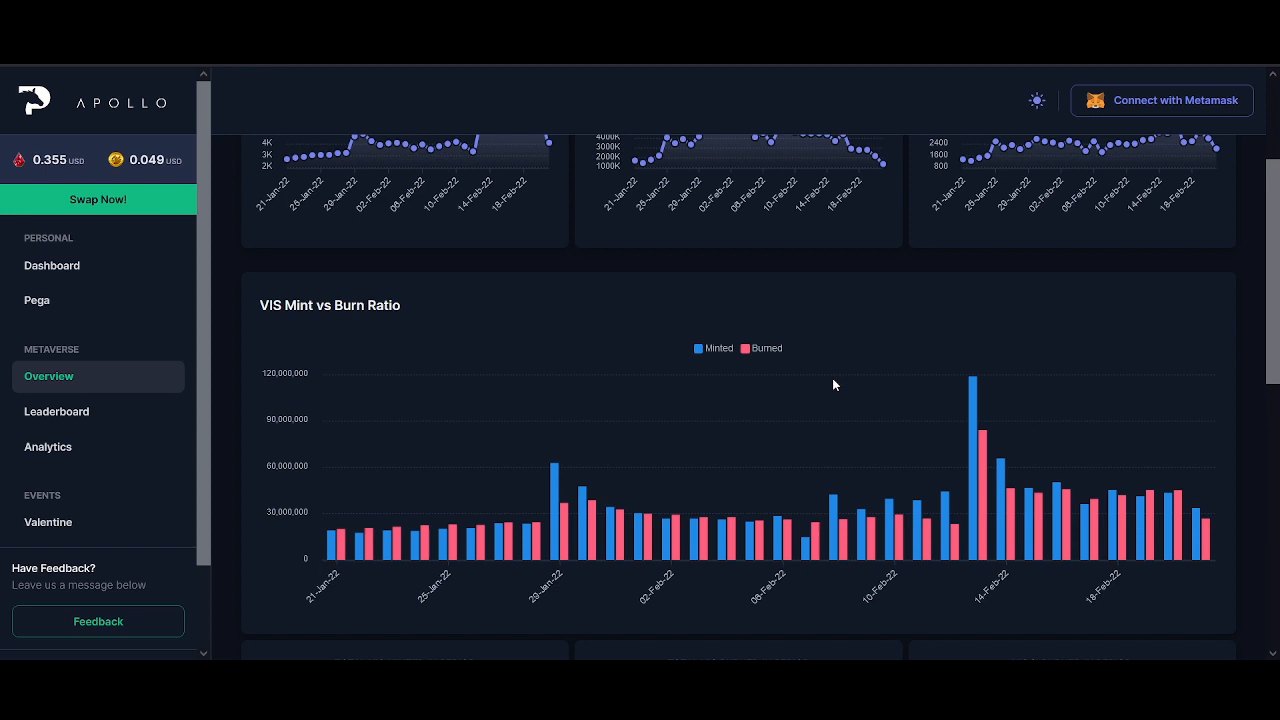 APOLLO
Connect with Metamask
0.355 USD
0.049 USD
Swap Now!
PERSONAL
Dashboard
Pega
METAVERSE
Overview
Leaderboard
Analytics
EVENTS
Valentine
Have Feedback?
Leave us a message below
Feedback
4K
3K
2K
21-Jan-22 25-Jan-22 29-Jan-22 02-Feb-22 06-Feb-22 10-Feb-22 14-Feb-22 18-Feb-22
4000K
3000K
2000K
1000K
21-Jan-22 25-Jan-22 29-Jan-22 02-Feb-22 06-Feb-22 10-Feb-22 14-Feb-22 18-Feb-22
2400
1600
800
21-Jan-22 25-Jan-22 29-Jan-22 02-Feb-22 06-Feb-22 10-Feb-22 14-Feb-22 18-Feb-22
VIS Mint vs Burn Ratio
Minted Burned
120,000,000
90,000,000
60,000,000
30,000,000
0
21-Jan-22 25-Jan-22 29-Jan-22 02-Feb-22 06-Feb-22 10-Feb-22 14-Feb-22 18-Feb-22